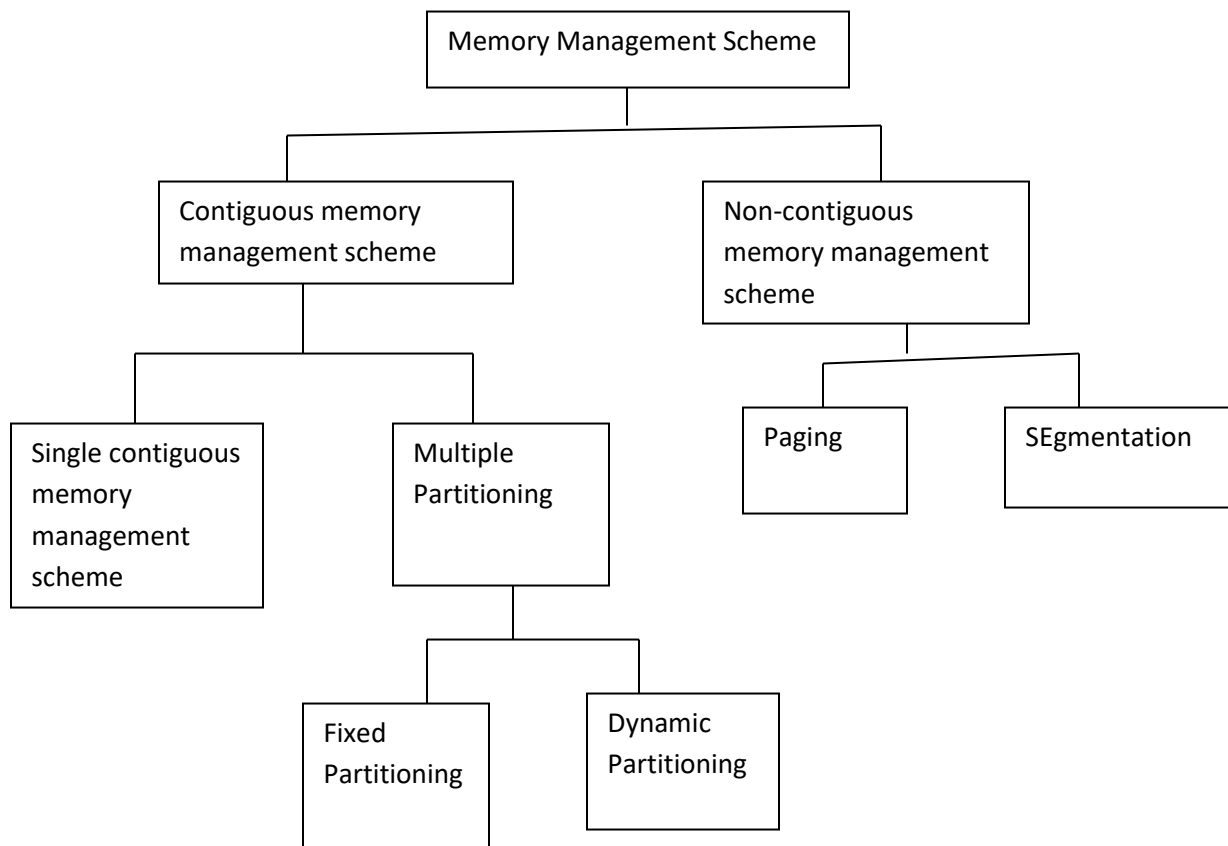 Memory Management Scheme
Contiguous memory
management scheme
Non-contiguous
memory management
scheme
Single contiguous
memory
management
scheme
Multiple
Partitioning
Paging
SEgmentation
Fixed
Partitioning
Dynamic
Partitioning